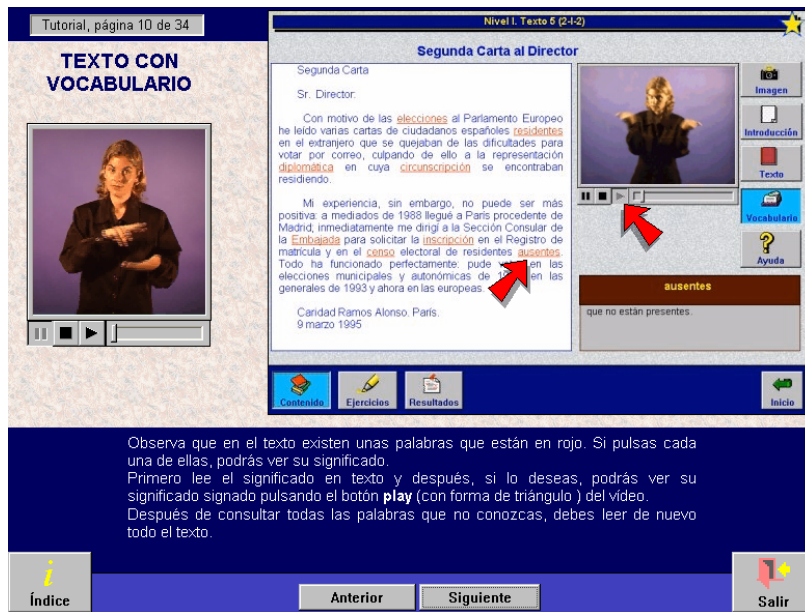 Tutorial, página 10 de 34
TEXTO CON
VOCABULARIO
Nivel I. Texto 5 (2-I-2)
Segunda Carta al Director
Segunda Carta
Sr. Director:
Con motivo de las elecciones al Parlamento Europeo
he leído varias cartas de ciudadanos españoles residentes
en el extranjero que se quejaban de las dificultades para
votar por correo, culpando de ello a la representación
diplomática en cuya circunscripción se encontraban
residiendo.
Mi experiencia, sin embargo, no puede ser más
positiva: a mediados de 1988 llegué a París procedente de
Madrid; inmediatamente me dirigí a la Sección Consular de
la Embajada para solicitar la inscripción en el Registro de
matrícula y en el censo electoral de residentes ausentes.
Todo ha funcionado perfectamente: pude en las
elecciones municipales y autonómicas de en las
generales de 1993 y ahora en las europeas.
Caridad Ramos Alonso. París.
9 marzo 1995
Imagen
Introducción
Texto
Vocabulario
Ayuda
ausentes
que no están presentes.
Contenido
Ejercicios
Resultados
Inicio
Observa que en el texto existen unas palabras que están en rojo. Si pulsas cada
una de ellas, podrás ver su significado.
Primero lee el significado en texto y después, si lo deseas, podrás ver su
significado signado pulsando el botón play (con forma de triángulo ) del vídeo.
Después de consultar todas las palabras que no conozcas, debes leer de nuevo
todo el texto.
Índice
Anterior
Siguiente
Salir